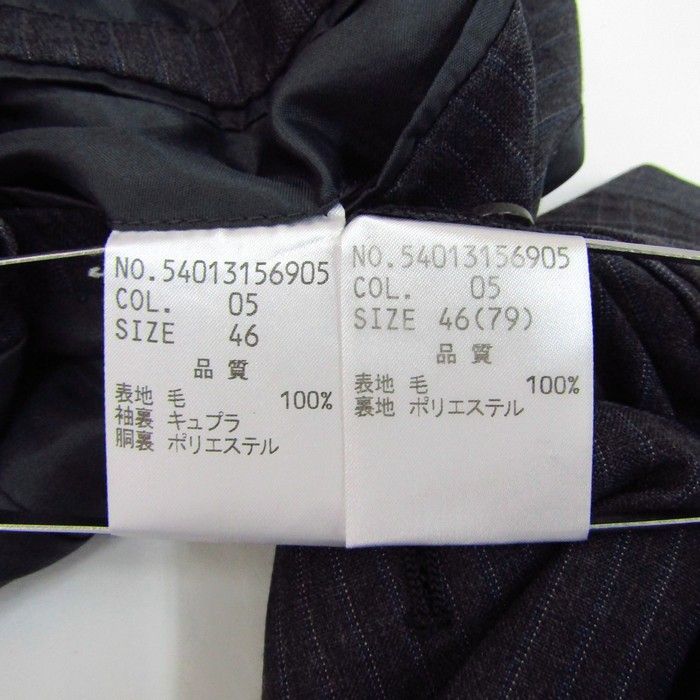 NO.54013156905
COL. 05
SIZE 46
品質
表地 毛 100%
袖裏 キュプラ
胴裏 ポリエステル
NO.54013156905
COL. 05
SIZE 46(79)
品質
表地 毛 100%
裏地 ポリエステル